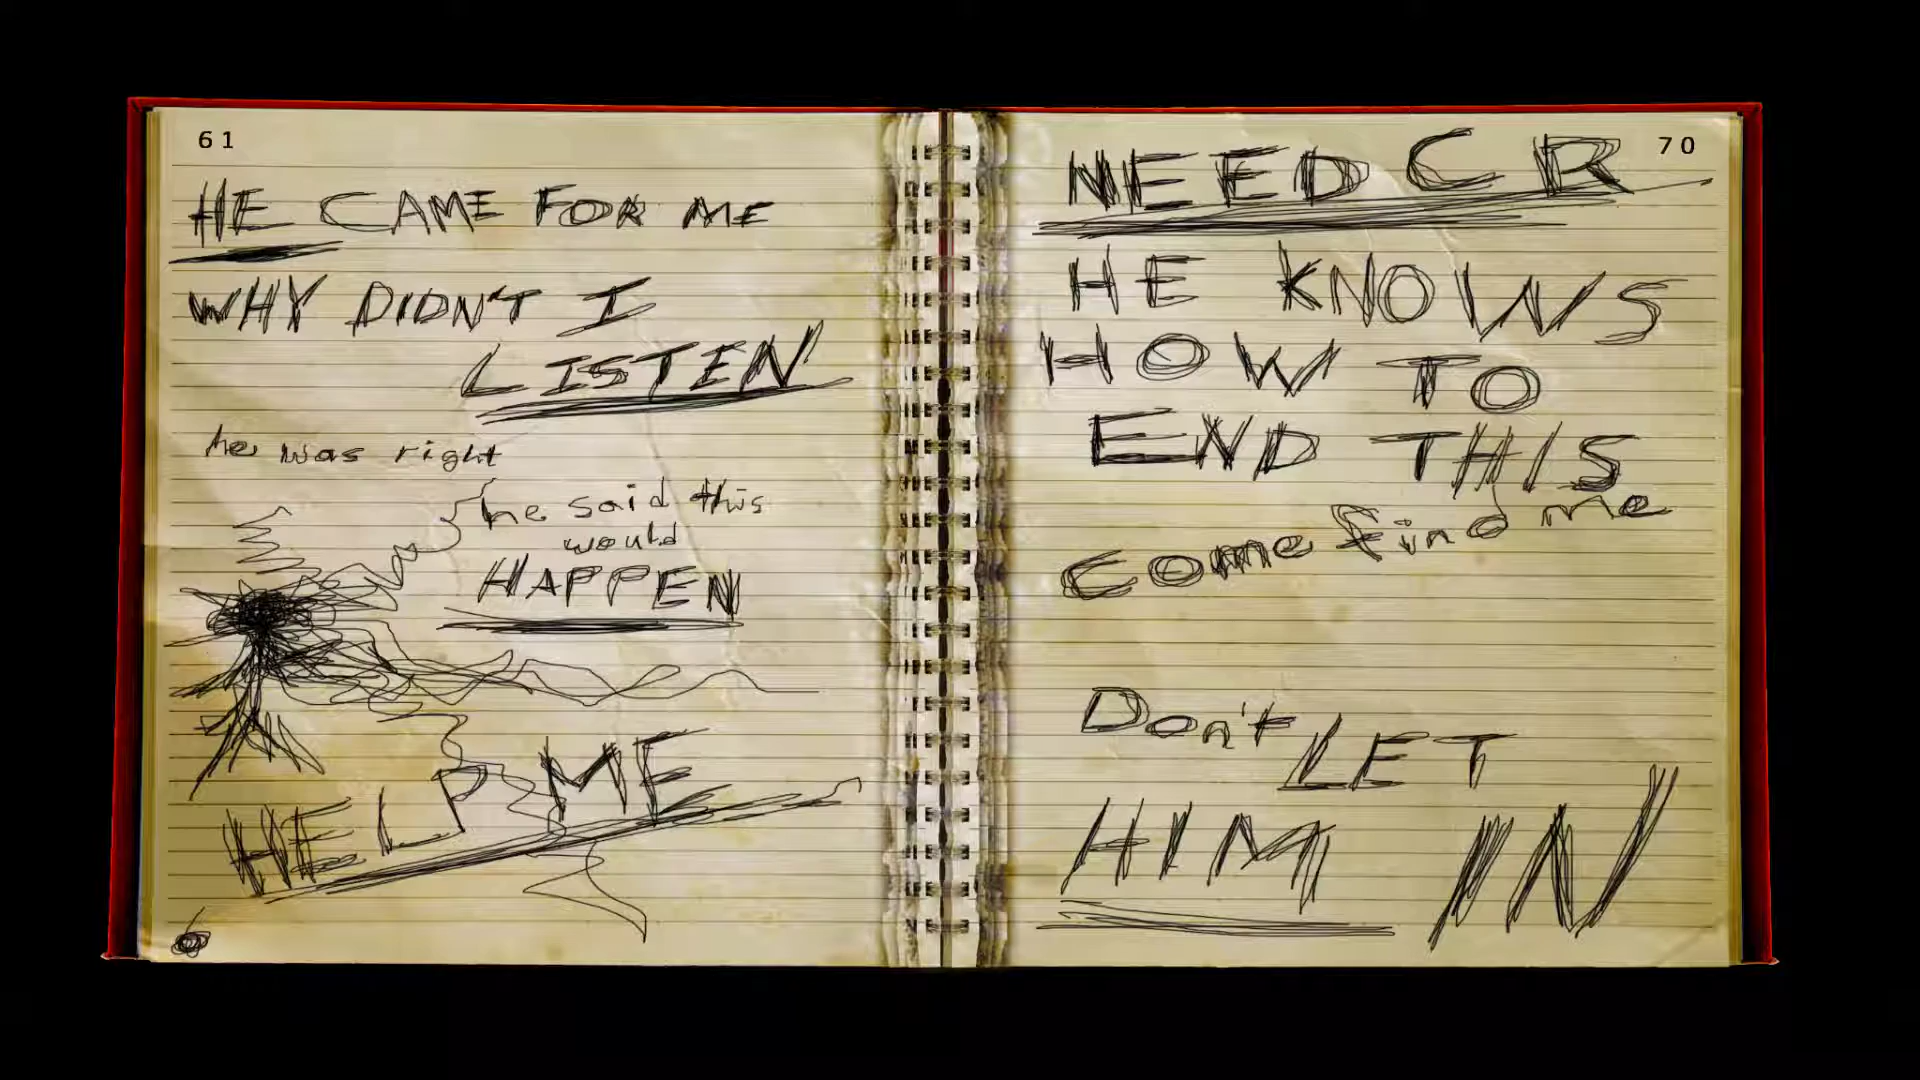 61
HE CAME FOR ME
WHY DIDN'T I
LISTEN
he was right
he said this
would
HAPPEN
HELP ME
70
NEED CR
HE KNOWS
HOW TO
END THIS
come find me
Don't LET
HIM IN